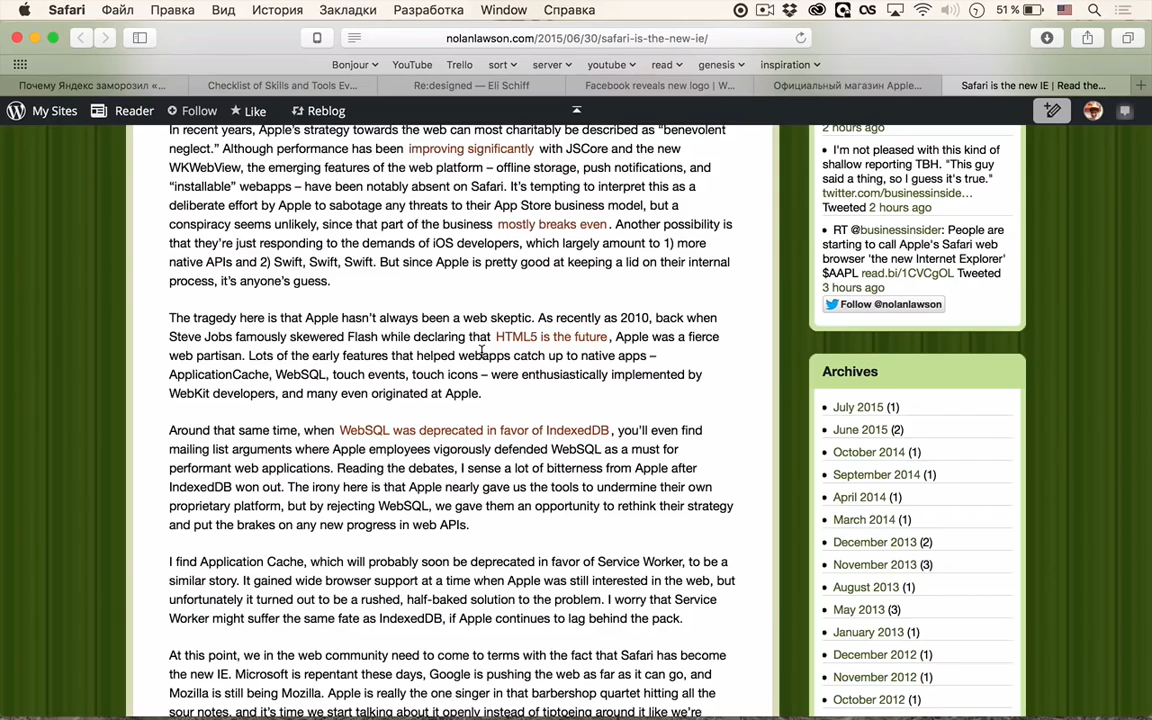 Safari Файл Правка Вид История Закладки Разработка Window Справка 51 %
nolanlawson.com/2015/06/30/safari-is-the-new-ie/
Bonjour YouTube Trello sort server youtube read genesis inspiration
Почему Яндекс заморозил «... Checklist of Skills and Tools Ev... Re:designed — Eli Schiff Facebook reveals new logo | W... Официальный магазин Apple... Safari is the new IE | Read the...
My Sites Reader Follow Like Reblog
In recent years, Apple’s strategy towards the web can most charitably be described as “benevolent
neglect.” Although performance has been improving significantly with JSCore and the new
WKWebView, the emerging features of the web platform – offline storage, push notifications, and
“installable” webapps – have been notably absent on Safari. It’s tempting to interpret this as a
deliberate effort by Apple to sabotage any threats to their App Store business model, but a
conspiracy seems unlikely, since that part of the business mostly breaks even. Another possibility is
that they're just responding to the demands of iOS developers, which largely amount to 1) more
native APIs and 2) Swift, Swift, Swift. But since Apple is pretty good at keeping a lid on their internal
process, it’s anyone’s guess.
The tragedy here is that Apple hasn’t always been a web skeptic. As recently as 2010, back when
Steve Jobs famously skewered Flash while declaring that HTML5 is the future, Apple was a fierce
web partisan. Lots of the early features that helped webapps catch up to native apps –
ApplicationCache, WebSQL, touch events, touch icons – were enthusiastically implemented by
WebKit developers, and many even originated at Apple.
Around that same time, when WebSQL was deprecated in favor of IndexedDB, you’ll even find
mailing list arguments where Apple employees vigorously defended WebSQL as a must for
performant web applications. Reading the debates, I sense a lot of bitterness from Apple after
IndexedDB won out. The irony here is that Apple nearly gave us the tools to undermine their own
proprietary platform, but by rejecting WebSQL, we gave them an opportunity to rethink their strategy
and put the brakes on any new progress in web APIs.
I find Application Cache, which will probably soon be deprecated in favor of Service Worker, to be a
similar story. It gained wide browser support at a time when Apple was still interested in the web, but
unfortunately it turned out to be a rushed, half-baked solution to the problem. I worry that Service
Worker might suffer the same fate as IndexedDB, if Apple continues to lag behind the pack.
At this point, we in the web community need to come to terms with the fact that Safari has become
the new IE. Microsoft is repentant these days, Google is pushing the web as far as it can go, and
Mozilla is still being Mozilla. Apple is really the one singer in that barbershop quartet hitting all the
sour notes, and it’s time we start talking about it openly instead of tiptoeing around it like we’re
2 hours ago
I'm not pleased with this kind of
shallow reporting TBH. "This guy
said a thing, so I guess it's true."
twitter.com/businessinside…
Tweeted 2 hours ago
RT @businessinsider: People are
starting to call Apple's Safari web
browser 'the new Internet Explorer'
$AAPL read.bi/1CVCgOL Tweeted
3 hours ago
Follow @nolanlawson
Archives
July 2015 (1)
June 2015 (2)
October 2014 (1)
September 2014 (1)
April 2014 (1)
March 2014 (1)
December 2013 (2)
November 2013 (3)
August 2013 (1)
May 2013 (3)
January 2013 (1)
December 2012 (1)
November 2012 (1)
October 2012 (1)